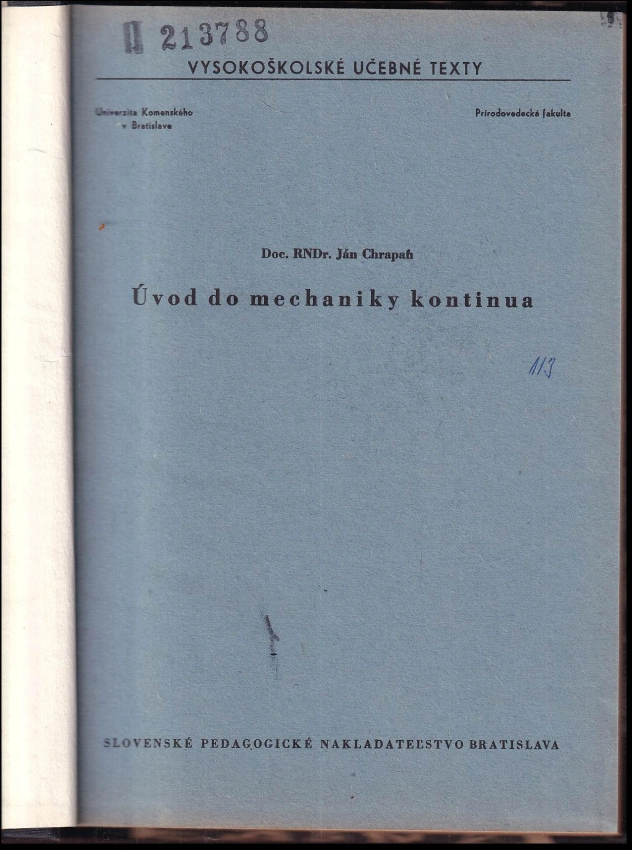 II 213788
VYSOKOŠKOLSKÉ UČEBNÉ TEXTY
Univerzita Komenského
v Bratislave
Prírodovedecká fakulta
Doc. RNDr. Ján Chrapaň
Úvod do mechaniky kontinua
113
SLOVENSKÉ PEDAGOGICKÉ NAKLADATEĽSTVO BRATISLAVA